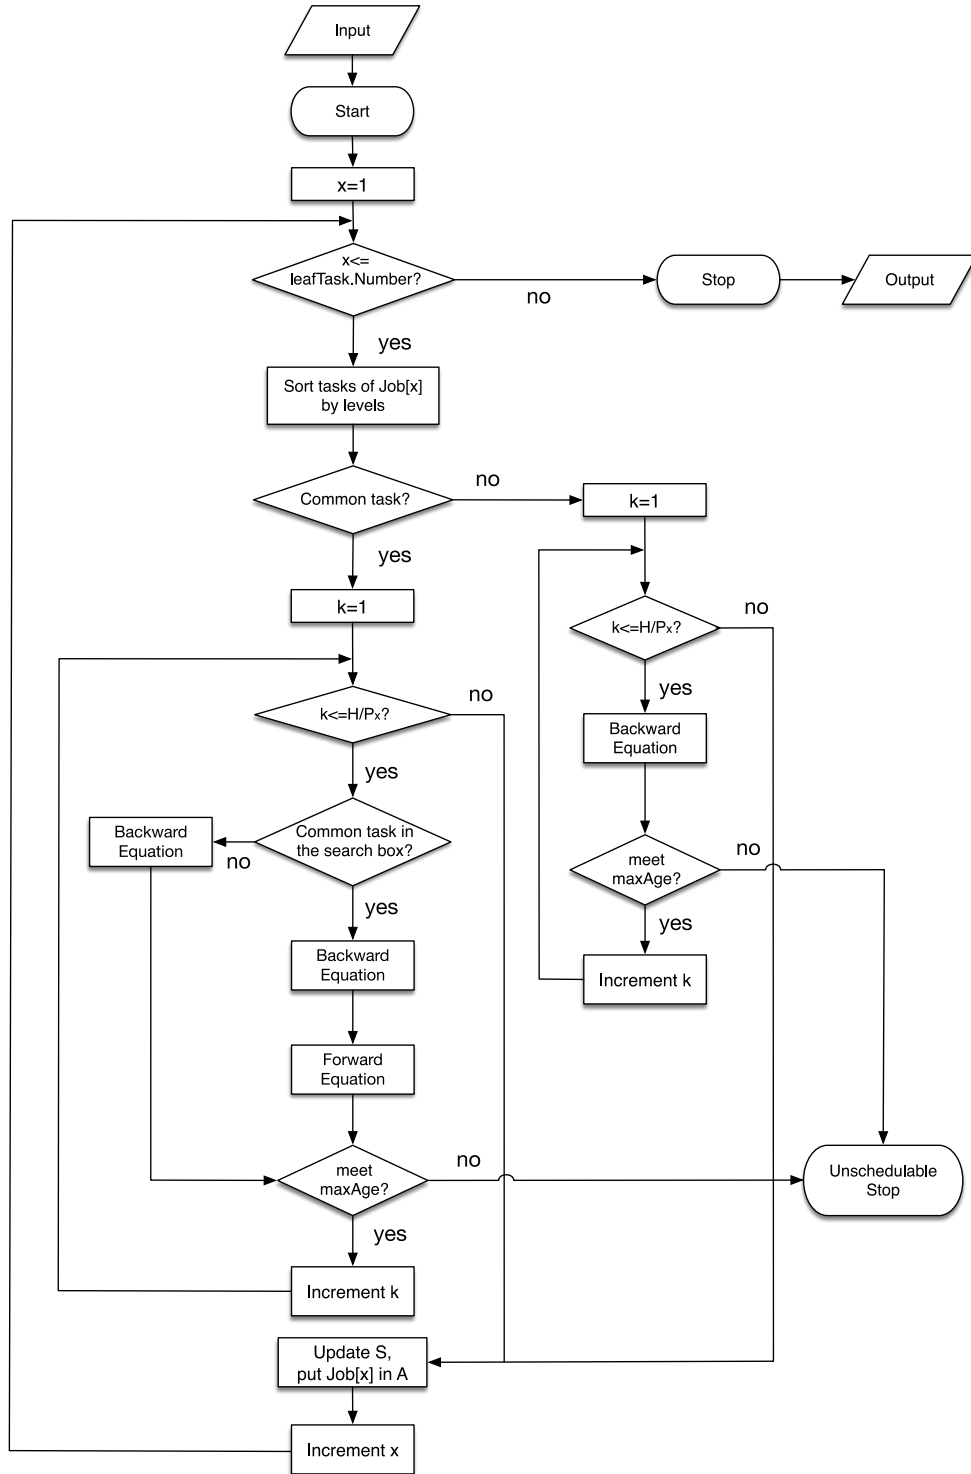 Input
Start
x=1
x<=
leafTask.Number?
no
Stop
Output
yes
Sort tasks of Job[x]
by levels
Common task?
no
k=1
yes
k=1
k<=H/Px?
no
yes
Backward
Equation
meet
maxAge?
no
yes
Increment k
k<=H/Px?
no
yes
Common task in
the search box?
no
Backward
Equation
yes
Backward
Equation
Forward
Equation
meet
maxAge?
no
Unschedulable
Stop
yes
Increment k
Update S,
put Job[x] in A
Increment x